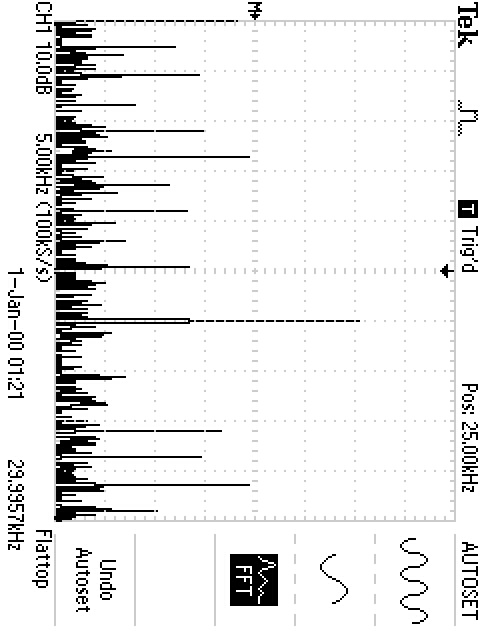 Tek
T Trig'd
Pos: 25.00kHz
AUTOSET
M
FFT
Undo
Autoset
CH1 10.0dB
5.00kHz (100kS/s)
Flattop
1-Jan-00 01:21
29.9957kHz